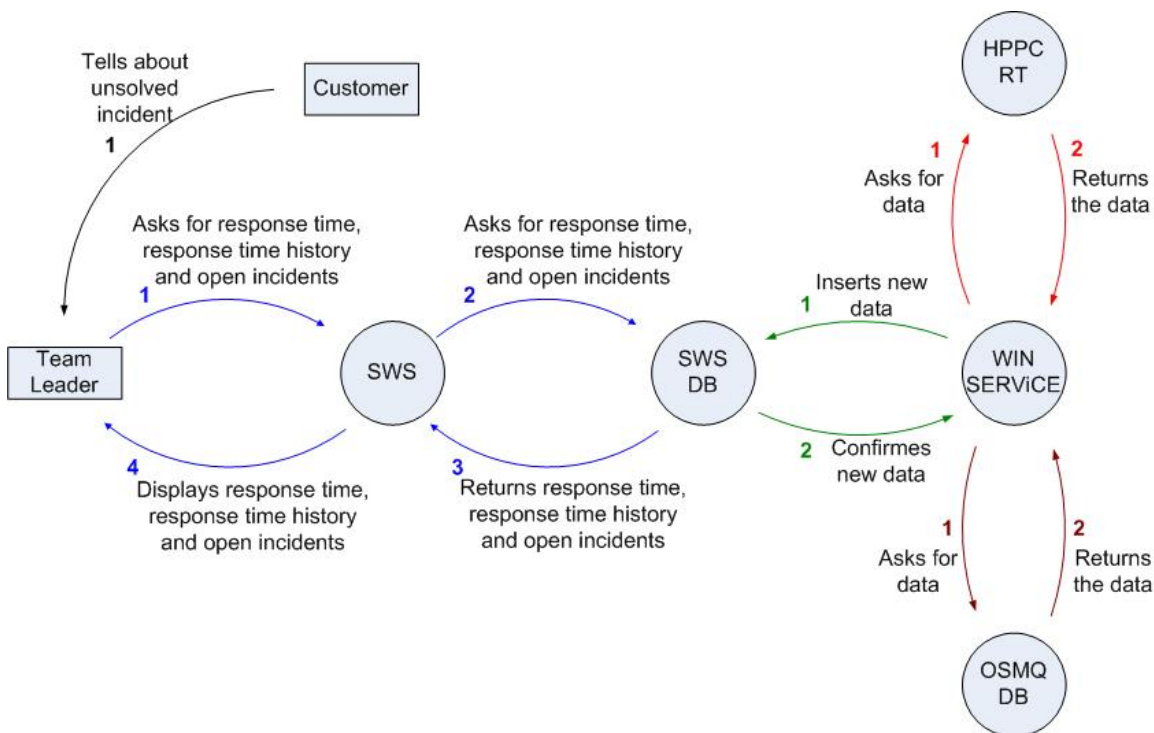 Tells about
unsolved
incident
1
Customer
HPPC
RT
1
Asks for
data
2
Returns
the data
Asks for response time,
response time history
and open incidents
1
Asks for response time,
response time history
and open incidents
2
Inserts new
data
1
Team
Leader
SWS
SWS
DB
WIN
SERViCE
4
Displays response time,
response time history
and open incidents
3
Returns response time,
response time history
and open incidents
2
Confirmes
new data
1
Asks for
data
2
Returns
the data
OSMQ
DB